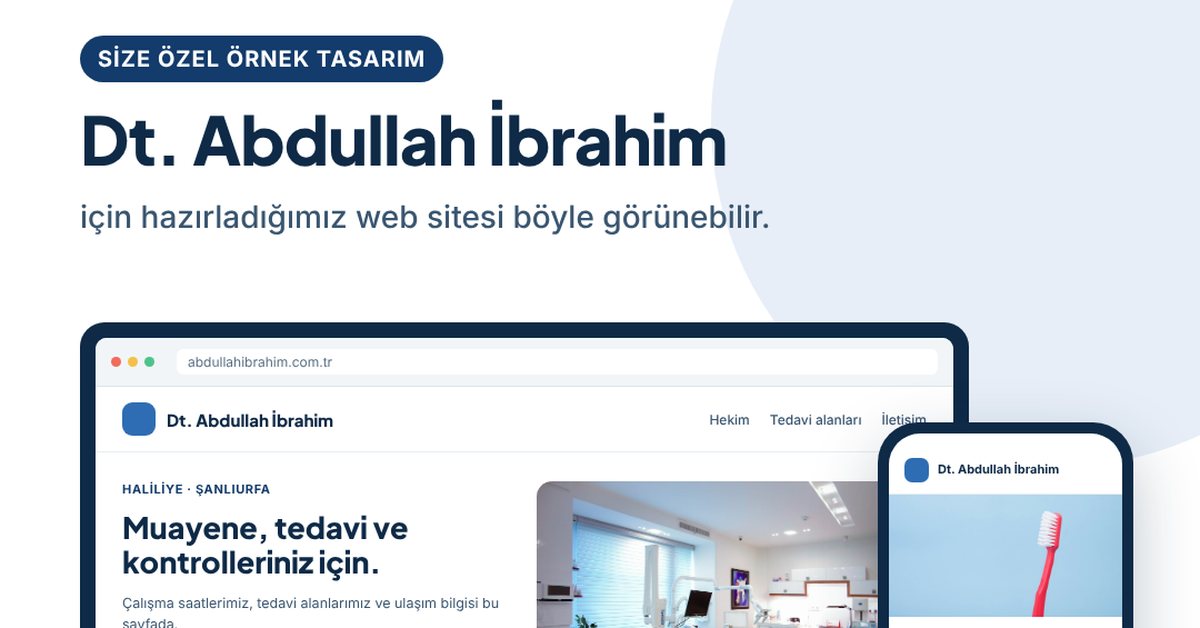 SİZE ÖZEL ÖRNEK TASARIM
Dt. Abdullah İbrahim
için hazırladığımız web sitesi böyle görünebilir.
abdullahibrahim.com.tr
Dt. Abdullah İbrahim
Hekim Tedavi alanları İletişim
HALİLİYE · ŞANLIURFA
Muayene, tedavi ve
kontrolleriniz için.
Çalışma saatlerimiz, tedavi alanlarımız ve ulaşım bilgisi bu
sayfada.
Dt. Abdullah İbrahim